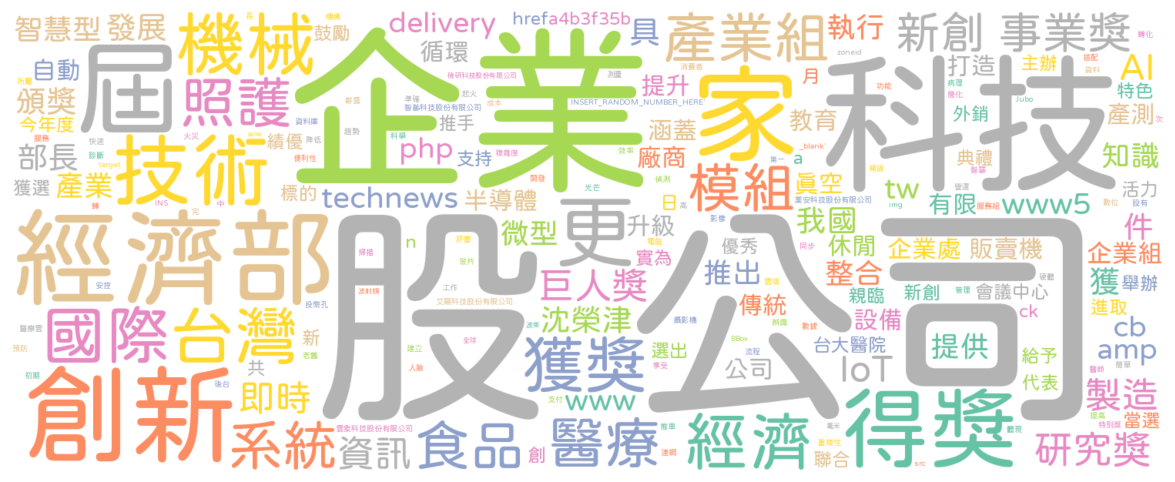 智慧型 發展 機械 鼓勵 delivery hrefa4b3f35b 具 產業組 執行 新創 事業獎
自動 屆 企業 循環 提升 家 月 科技 打造 主辦 AI
頒獎 照護 INSERT_RANDOM_NUMBER_HERE 外銷 特色
今年度 績優 推手 涵蓋 教育 產測
部長 技術 php 支持 廠商 a 典禮 知識
獲選 產業 標的 technews 半導體 模組 真空 tw 有限 www5 活力
經濟部 股 公司 更 升級 日 我國 件
n 微型 優秀 休閒 企業處 販賣機 企業組
實為 推出 整合 親臨 新創 會議中心 獲 舉辦
國際 台灣 新 巨人獎 傳統 設備 ck 進取
沈榮津 選出 台大醫院 提供 cb
共 獲獎 公司 IoT 給予 amp
創新 即時 www 代表 製造
系統 資訊 食品 創 醫療 經濟 得獎 聯合 當選 研究獎